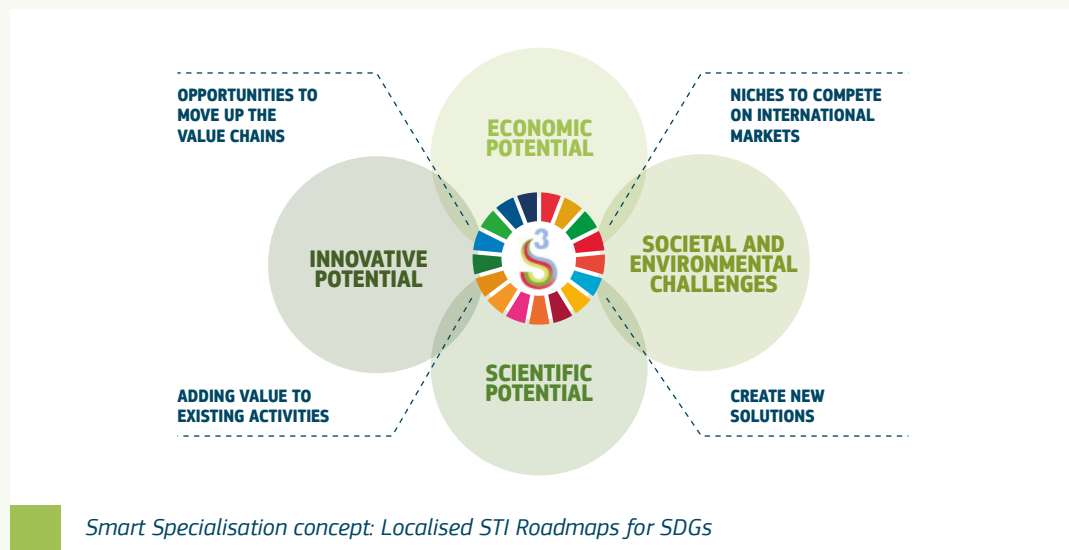 OPPORTUNITIES TO
MOVE UP THE
VALUE CHAINS
NICHES TO COMPETE
ON INTERNATIONAL
MARKETS
ECONOMIC
POTENTIAL
INNOVATIVE
POTENTIAL
S3
SOCIETAL AND
ENVIRONMENTAL
CHALLENGES
SCIENTIFIC
POTENTIAL
ADDING VALUE TO
EXISTING ACTIVITIES
CREATE NEW
SOLUTIONS
Smart Specialisation concept: Localised STI Roadmaps for SDGs